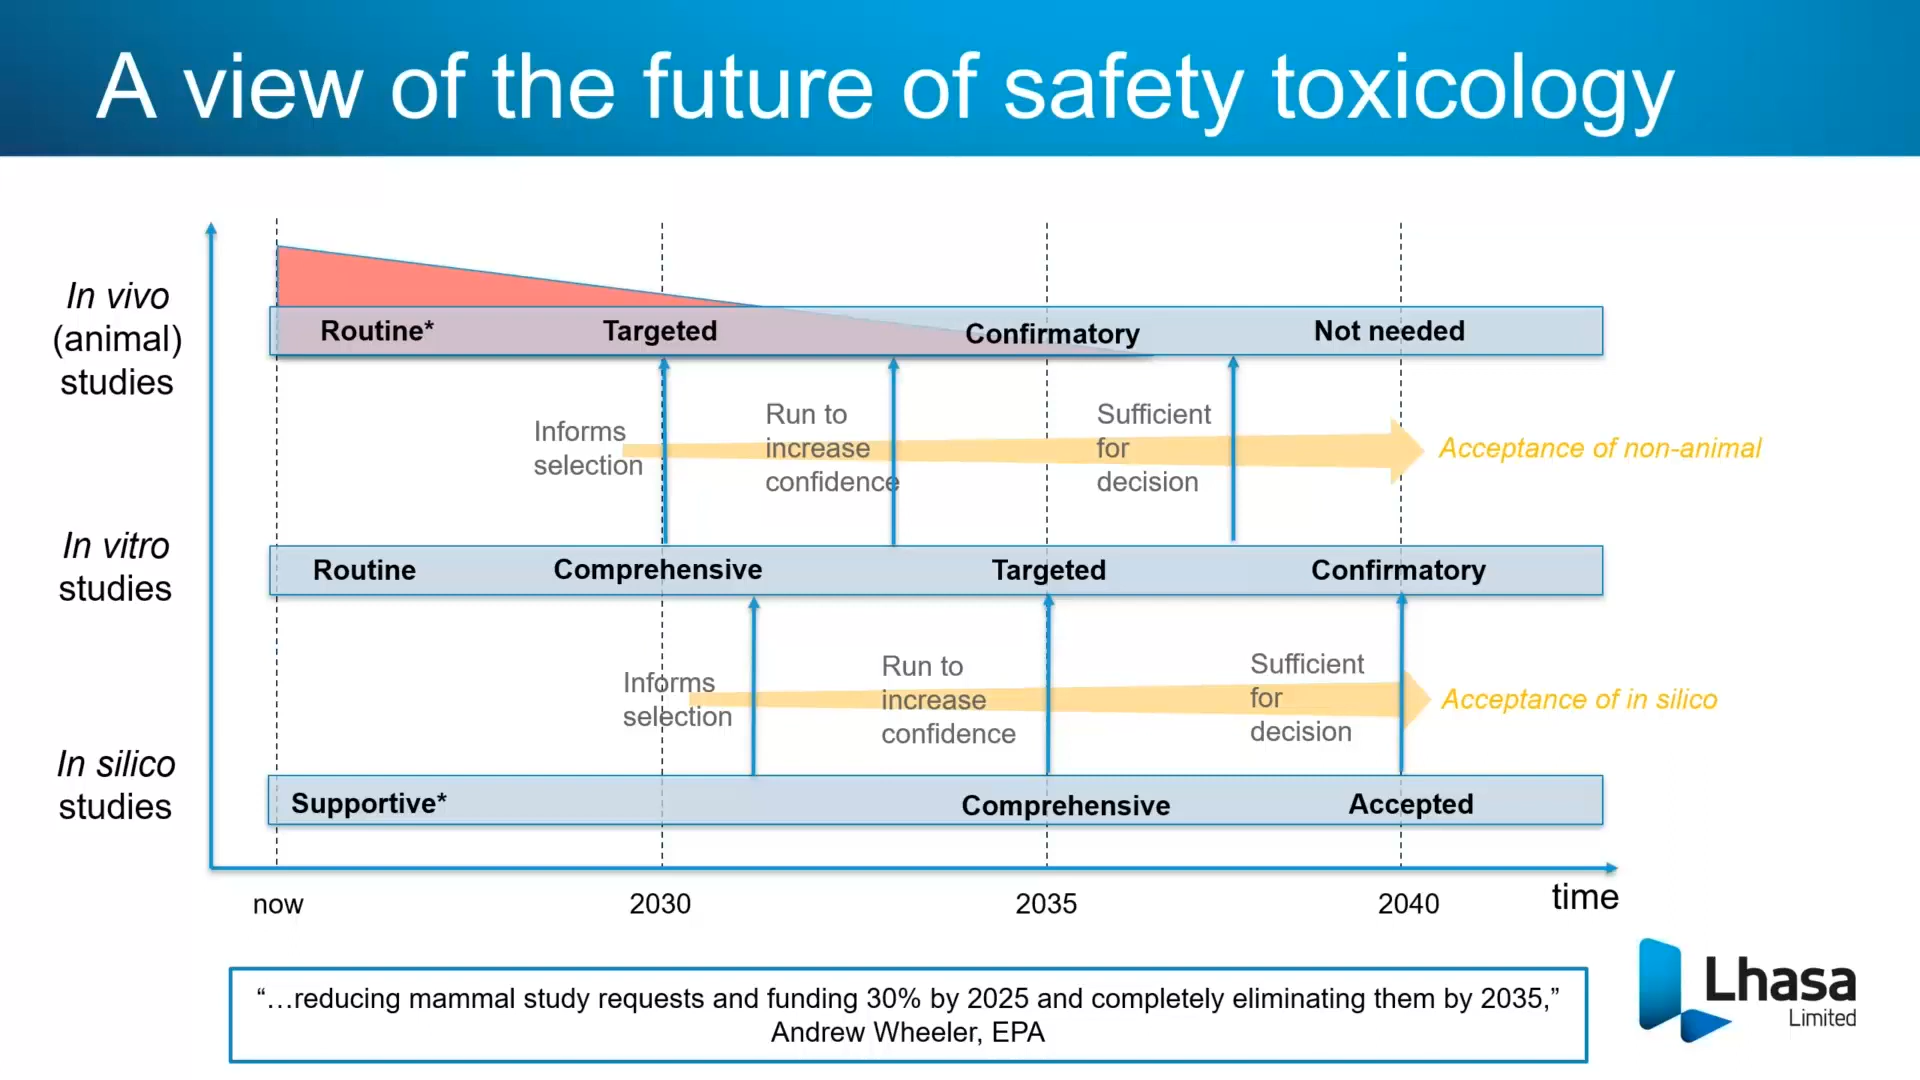 A view of the future of safety toxicology
In vivo
(animal)
studies
Routine*
Targeted
Confirmatory
Not needed
Informs
selection
Run to
increase
confidence
Sufficient
for
decision
Acceptance of non-animal
In vitro
studies
Routine
Comprehensive
Targeted
Confirmatory
Informs
selection
Run to
increase
confidence
Sufficient
for
decision
Acceptance of in silico
In silico
studies
Supportive*
Comprehensive
Accepted
now
2030
2035
2040
time
“…reducing mammal study requests and funding 30% by 2025 and completely eliminating them by 2035,”
Andrew Wheeler, EPA
Lhasa
Limited